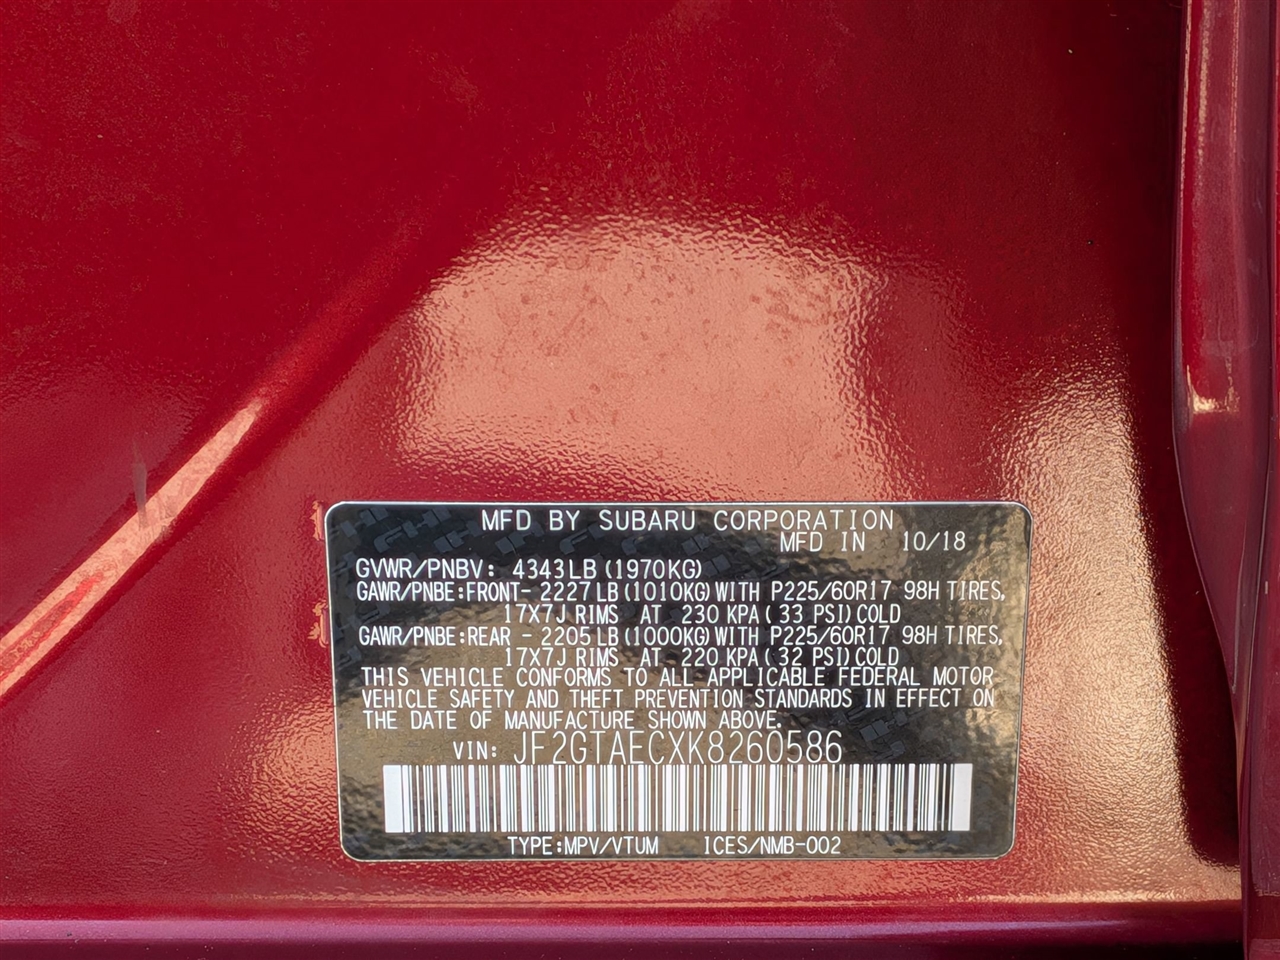 MFD BY SUBARU CORPORATION
MFD IN 10/18
GVWR/PNBV: 4343LB(1970KG)
GAWR/PNBE:FRONT- 2227LB(1010KG)WITH P225/60R17 98H TIRES,
17X7J RIMS AT 230 KPA(33 PSI)COLD
GAWR/PNBE:REAR - 2205LB(1000KG)WITH P225/60R17 98H TIRES,
17X7J RIMS AT 220 KPA(32 PSI)COLD
THIS VEHICLE CONFORMS TO ALL APPLICABLE FEDERAL MOTOR
VEHICLE SAFETY AND THEFT PREVENTION STANDARDS IN EFFECT ON
THE DATE OF MANUFACTURE SHOWN ABOVE.
VIN: JF2GTAECXK8260586
TYPE:MPV/VTUM ICES/NMB-002